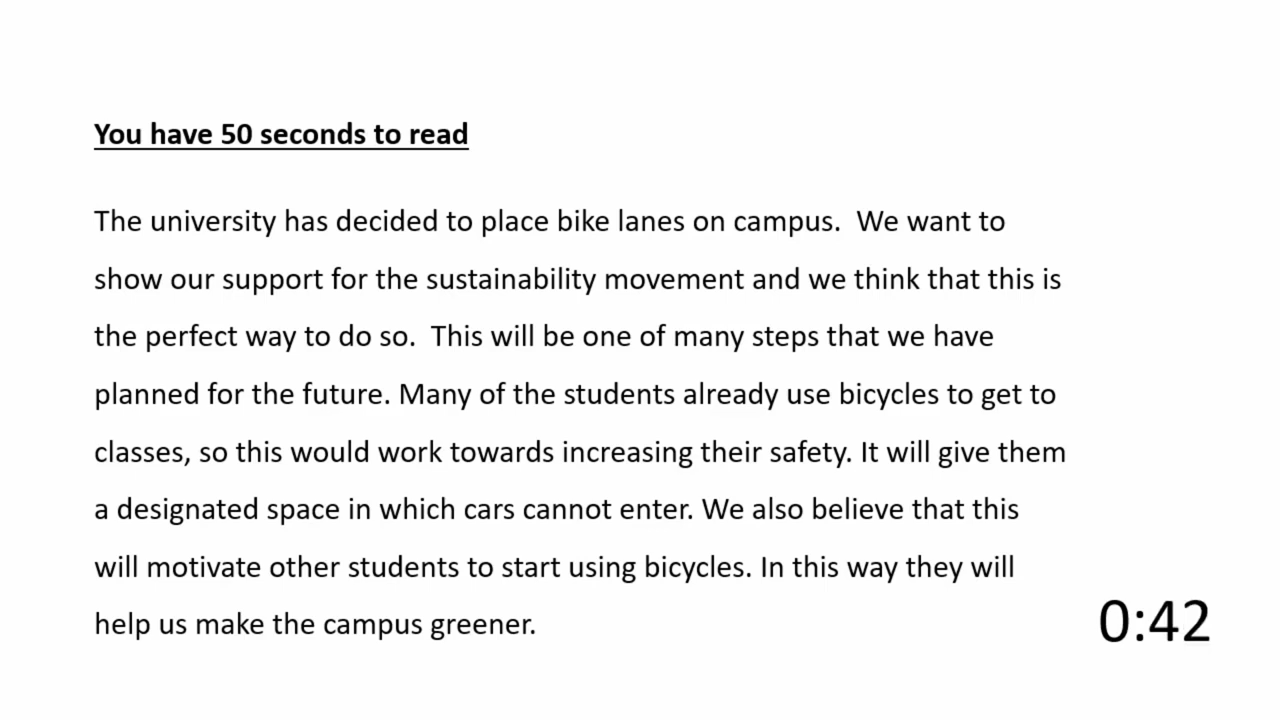 You have 50 seconds to read
The university has decided to place bike lanes on campus.  We want to
show our support for the sustainability movement and we think that this is
the perfect way to do so.  This will be one of many steps that we have
planned for the future. Many of the students already use bicycles to get to
classes, so this would work towards increasing their safety. It will give them
a designated space in which cars cannot enter. We also believe that this
will motivate other students to start using bicycles. In this way they will
help us make the campus greener.
0:42